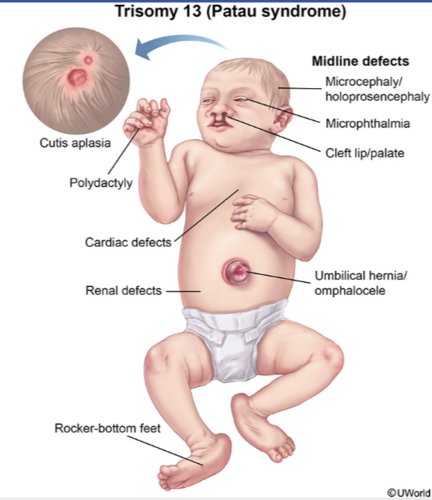 Trisomy 13 (Patau syndrome)
Midline defects
Microcephaly/
holoprosencephaly
Microphthalmia
Cleft lip/palate
Cutis aplasia
Polydactyly
Cardiac defects
Renal defects
Umbilical hernia/
omphalocele
Rocker-bottom feet
©UWorld